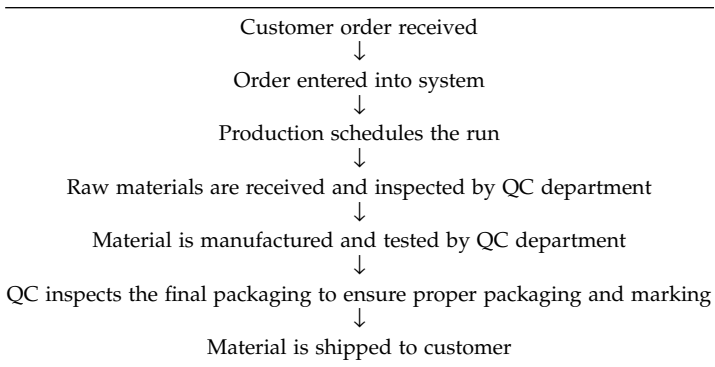 Customer order received
↓
Order entered into system
↓
Production schedules the run
↓
Raw materials are received and inspected by QC department
↓
Material is manufactured and tested by QC department
↓
QC inspects the final packaging to ensure proper packaging and marking
↓
Material is shipped to customer